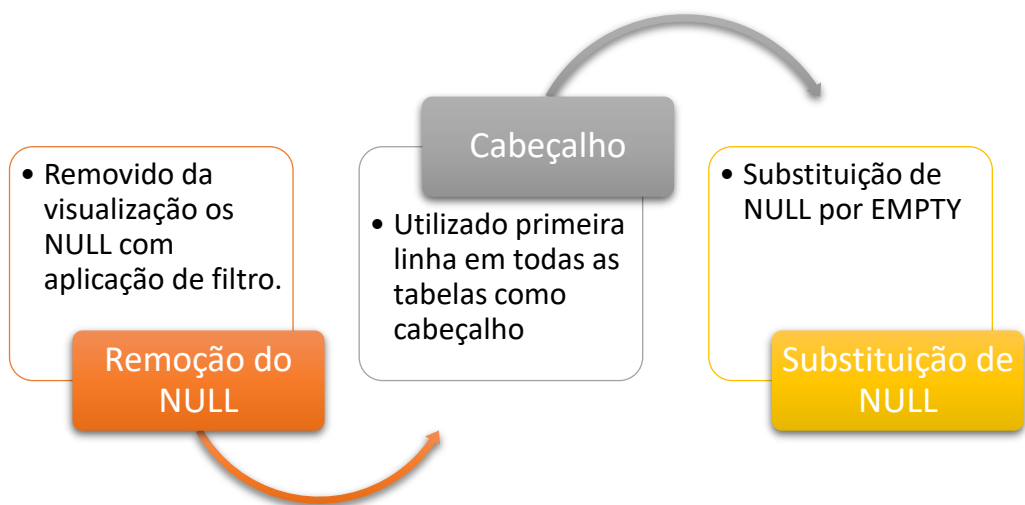 • Removido da
visualização os
NULL com
aplicação de filtro.
Remoção do
NULL
Cabeçalho
• Utilizado primeira
linha em todas as
tabelas como
cabeçalho
• Substituição de
NULL por EMPTY
Substituição de
NULL